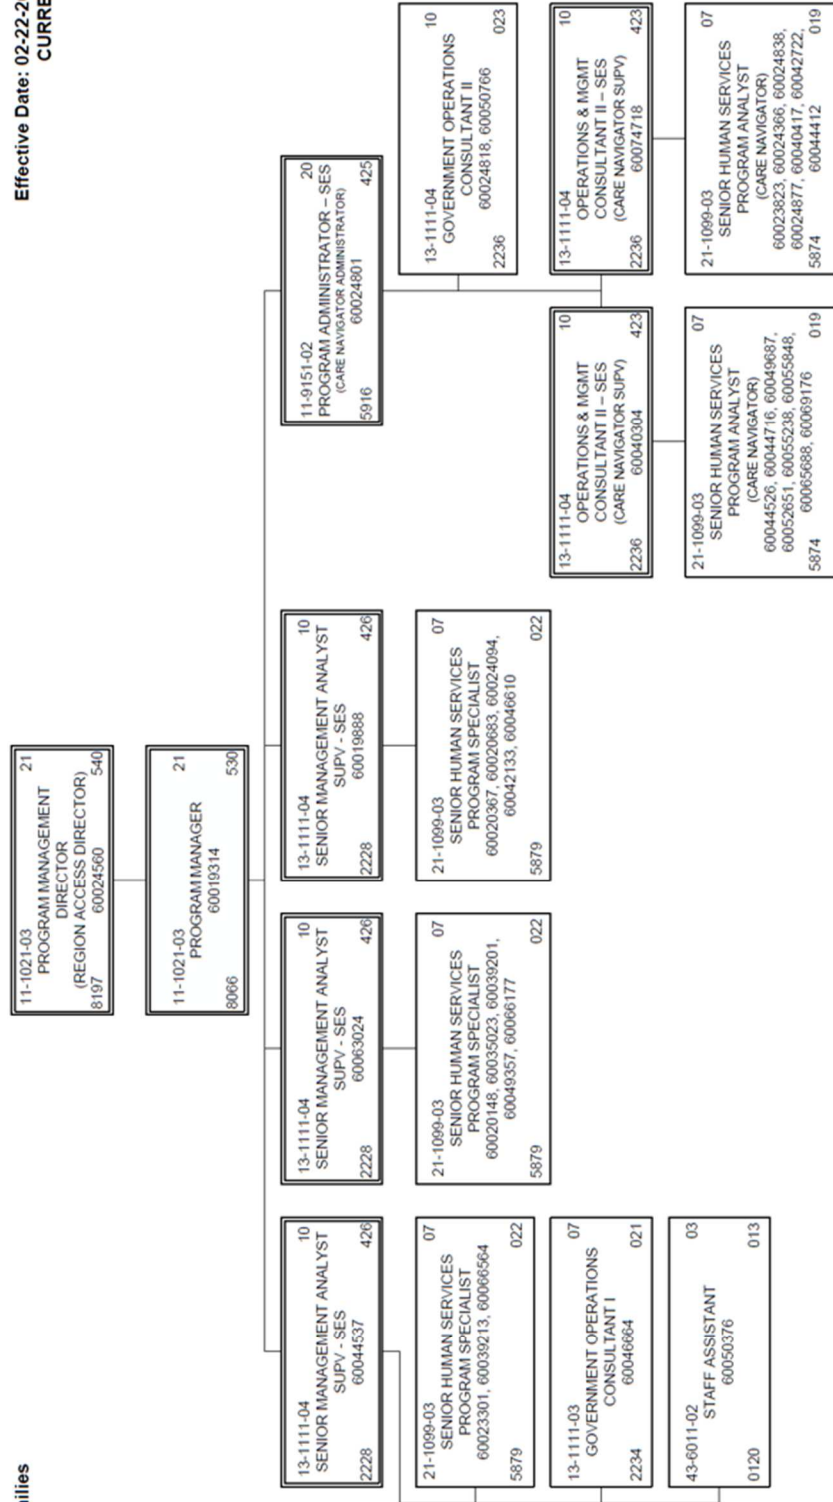 ilies
Effective Date: 02-22-2
CURRE
11-1021-03 21
PROGRAM MANAGEMENT
DIRECTOR
(REGION ACCESS DIRECTOR)
8197 60024560 540
11-1021-03 21
PROGRAM MANAGER
60019314
8066 530
13-1111-04 10
SENIOR MANAGEMENT ANALYST
SUPV - SES
60044537
2228 426
13-1111-04 10
SENIOR MANAGEMENT ANALYST
SUPV - SES
60063024
2228 426
13-1111-04 10
SENIOR MANAGEMENT ANALYST
SUPV - SES
60019888
2228 426
11-9151-02 20
PROGRAM ADMINISTRATOR – SES
(CARE NAVIGATOR ADMINISTRATOR)
60024801
5916 425
21-1099-03 07
SENIOR HUMAN SERVICES
PROGRAM SPECIALIST
60023301, 60039213, 60066564
5879 022
21-1099-03 07
SENIOR HUMAN SERVICES
PROGRAM SPECIALIST
60020148, 60035023, 60039201,
60049357, 60066177
5879 022
21-1099-03 07
SENIOR HUMAN SERVICES
PROGRAM SPECIALIST
60020367, 60020683, 60024094,
60042133, 60046610
5879 022
13-1111-04 10
GOVERNMENT OPERATIONS
CONSULTANT II
60024818, 60050766
2236 023
13-1111-03 07
GOVERNMENT OPERATIONS
CONSULTANT I
60046664
2234 021
13-1111-04 10
OPERATIONS & MGMT
CONSULTANT II – SES
(CARE NAVIGATOR SUPV)
2236 60040304 423
13-1111-04 10
OPERATIONS & MGMT
CONSULTANT II – SES
(CARE NAVIGATOR SUPV)
2236 60074718 423
43-6011-02 03
STAFF ASSISTANT
60050376
0120 013
21-1099-03 07
SENIOR HUMAN SERVICES
PROGRAM ANALYST
(CARE NAVIGATOR)
60044526, 60044716, 60049687,
60052651, 60055238, 60055848,
60065688, 60069176
5874 019
21-1099-03 07
SENIOR HUMAN SERVICES
PROGRAM ANALYST
(CARE NAVIGATOR)
60023823, 60024366, 60024838,
60024877, 60040417, 60042722,
60044412
5874 019